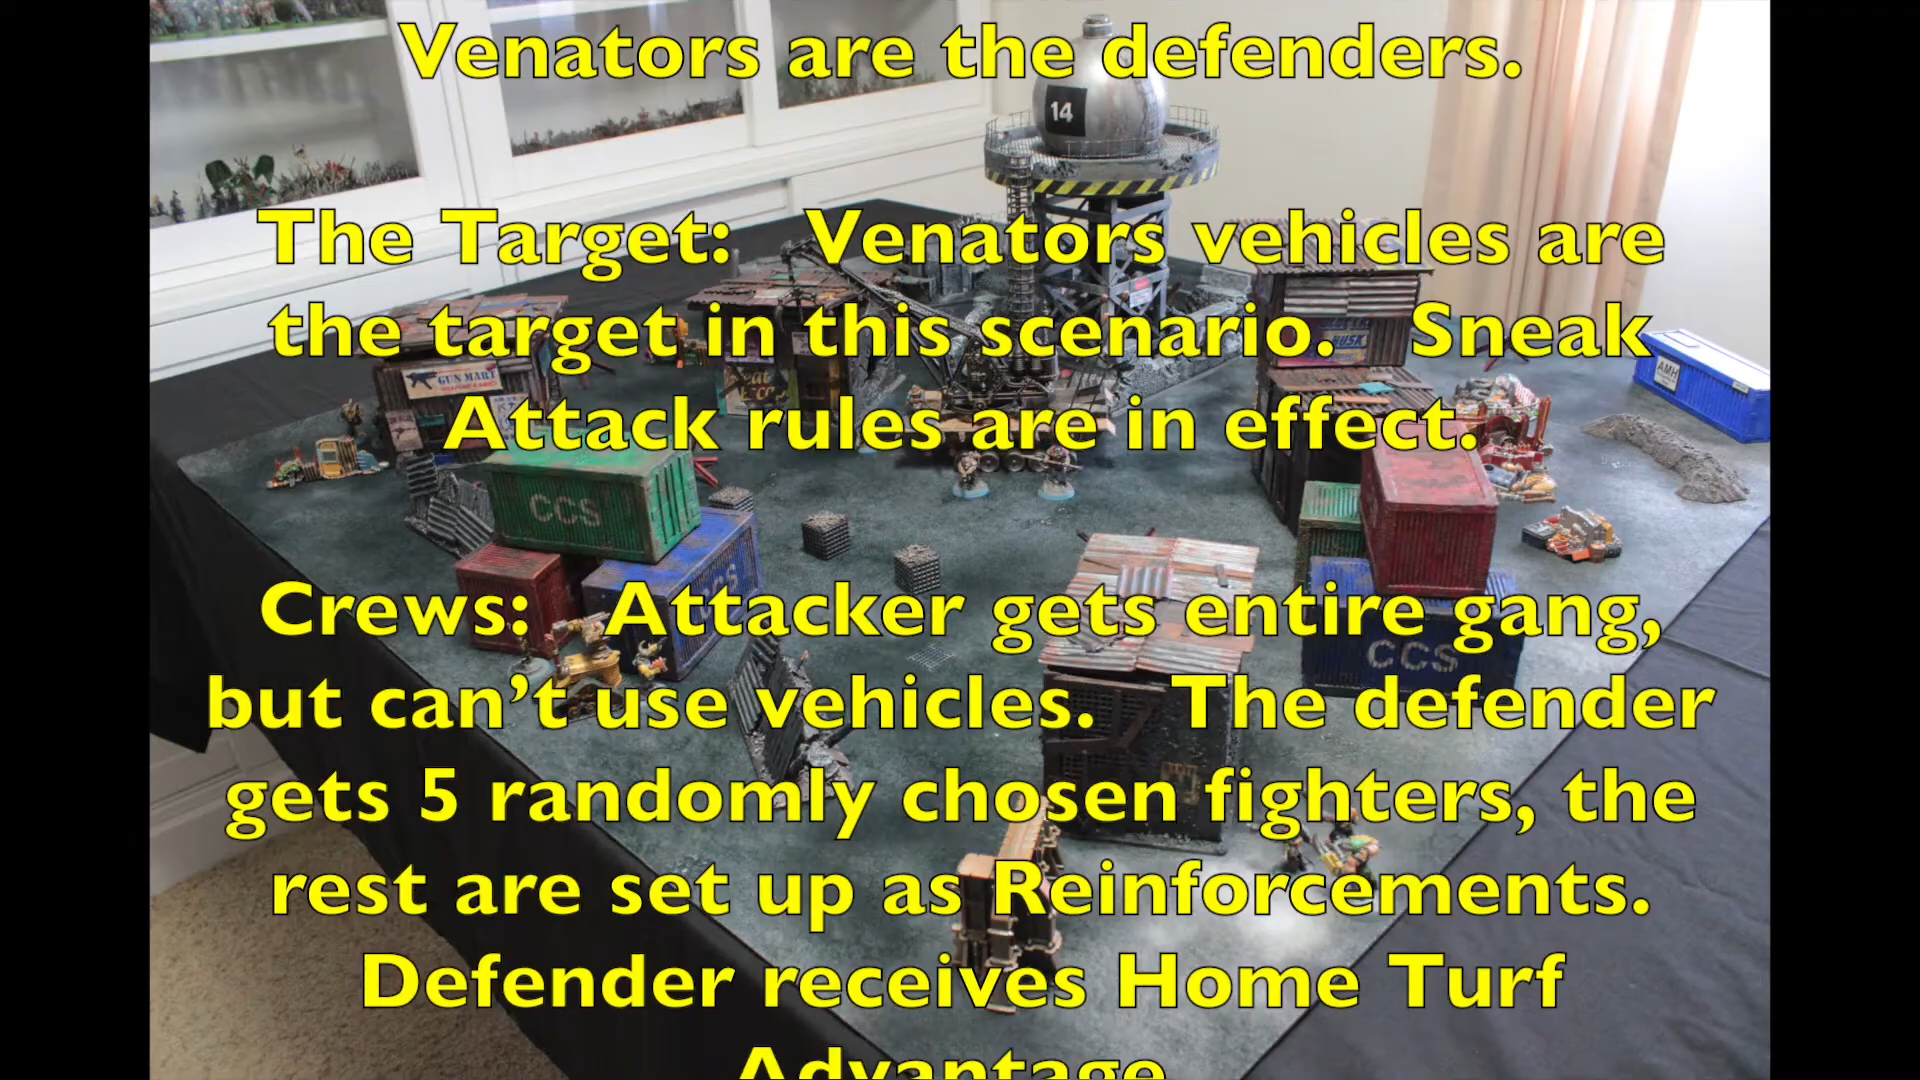 Venators are the defenders.
14
The Target: Venators vehicles are
the target in this scenario. Sneak
GUN MART
AMH
Attack rules are in effect.
CCS
CCS
Crews: Attacker gets entire gang,
CCS
but can’t use vehicles. The defender
gets 5 randomly chosen fighters, the
rest are set up as Reinforcements.
Defender receives Home Turf
Advantage